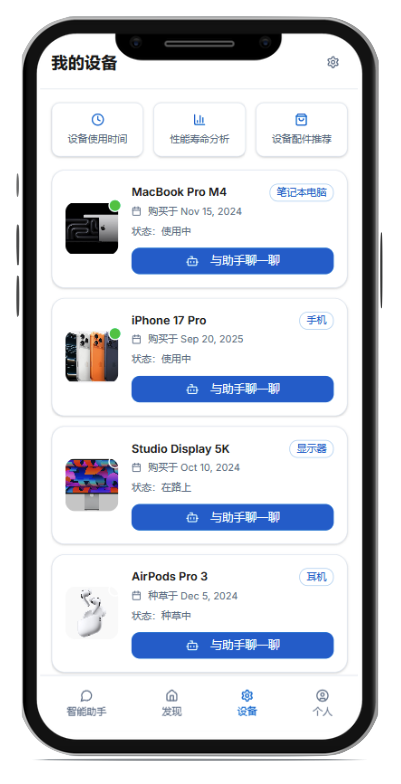 我的设备
设备使用时间
性能寿命分析
设备配件推荐
MacBook Pro M4
笔记本电脑
购买于 Nov 15, 2024
状态：使用中
与助手聊一聊
iPhone 17 Pro
手机
购买于 Sep 20, 2025
状态：使用中
与助手聊一聊
Studio Display 5K
显示器
购买于 Oct 10, 2024
状态：在路上
与助手聊一聊
AirPods Pro 3
耳机
种草于 Dec 5, 2024
状态：种草中
与助手聊一聊
智能助手
发现
设备
个人